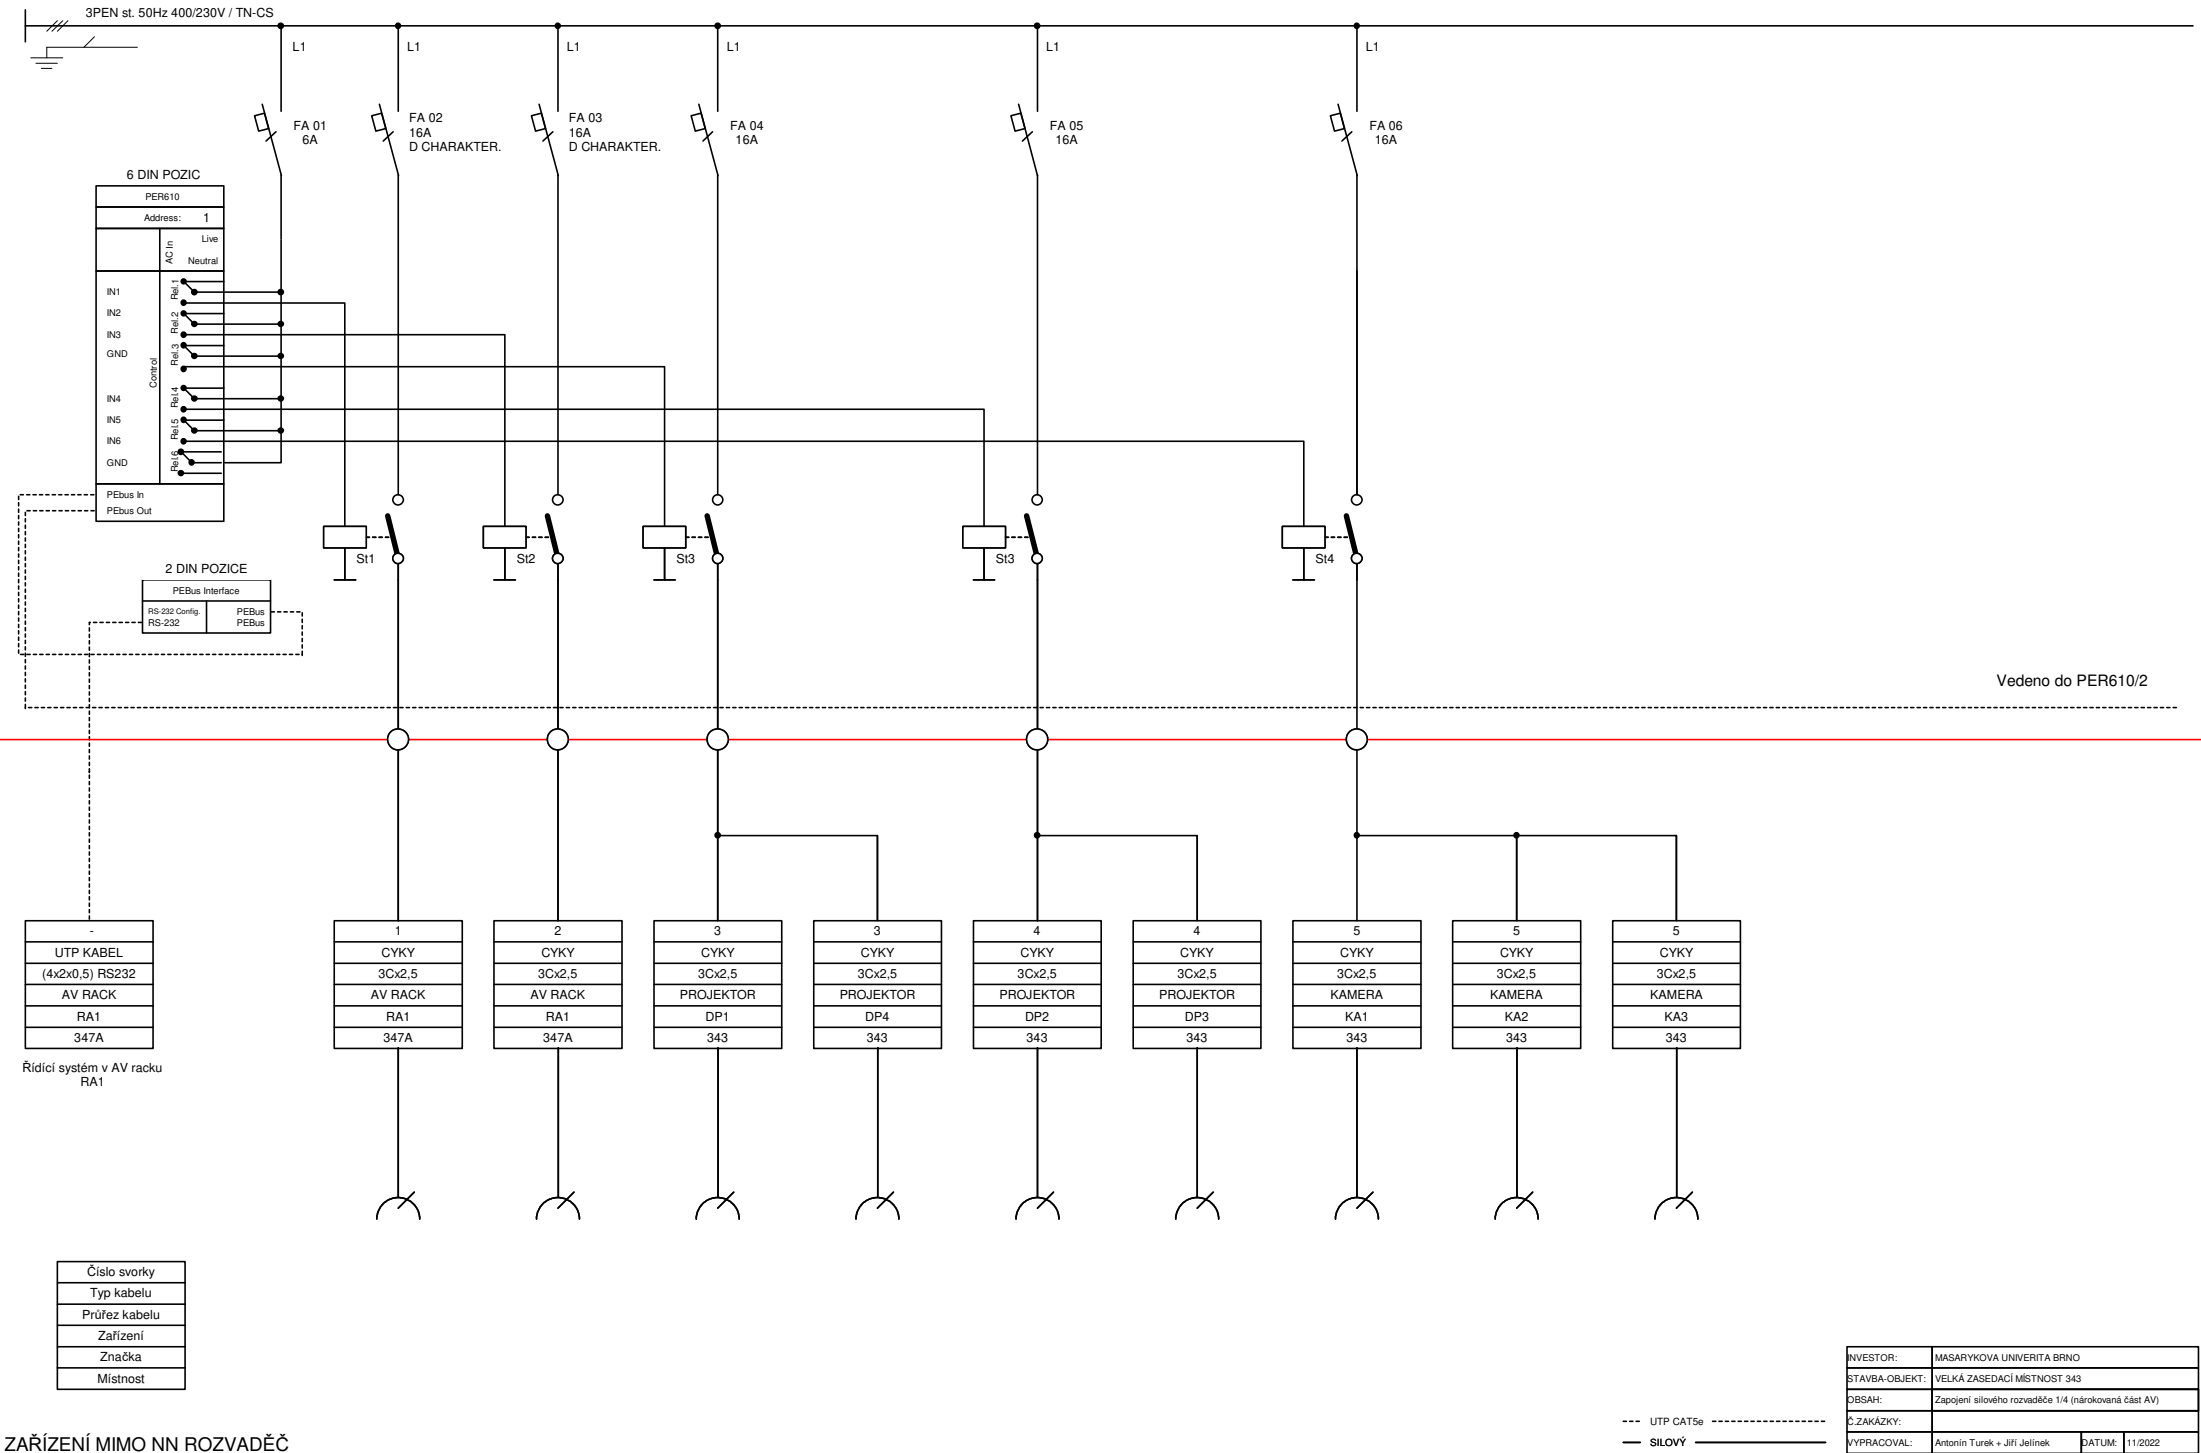 3PEN st. 50Hz 400/230V / TN-CS
L1
L1
L1
L1
L1
L1
FA 01
6A
FA 02
16A
D CHARAKTER.
FA 03
16A
D CHARAKTER.
FA 04
16A
FA 05
16A
FA 06
16A
6 DIN POZIC
PER610
Address: 1
AC In
Live
Neutral
Control
IN1
IN2
IN3
GND
IN4
IN5
IN6
GND
Rel.1
Rel.2
Rel.3
Rel.4
Rel.5
Rel.6
PEbus In
PEbus Out
St1
St2
St3
St3
St4
2 DIN POZICE
PEBus Interface
RS-232 Config.
RS-232
PEBus
PEBus
Vedeno do PER610/2
-
UTP KABEL
(4x2x0,5) RS232
AV RACK
RA1
347A
Řídící systém v AV racku
RA1
1
CYKY
3Cx2,5
AV RACK
RA1
347A
2
CYKY
3Cx2,5
AV RACK
RA1
347A
3
CYKY
3Cx2,5
PROJEKTOR
DP1
343
3
CYKY
3Cx2,5
PROJEKTOR
DP4
343
4
CYKY
3Cx2,5
PROJEKTOR
DP2
343
4
CYKY
3Cx2,5
PROJEKTOR
DP3
343
5
CYKY
3Cx2,5
KAMERA
KA1
343
5
CYKY
3Cx2,5
KAMERA
KA2
343
5
CYKY
3Cx2,5
KAMERA
KA3
343
Číslo svorky
Typ kabelu
Průřez kabelu
Zařízení
Značka
Místnost
ZAŘÍZENÍ MIMO NN ROZVADĚČ
UTP CAT5e
SILOVÝ
INVESTOR: MASARYKOVA UNIVERITA BRNO
STAVBA-OBJEKT: VELKÁ ZASEDACÍ MÍSTNOST 343
OBSAH: Zapojení silového rozvaděče 1/4 (nárokovaná část AV)
Č.ZAKÁZKY:
VYPRACOVAL: Antonín Turek + Jiří Jelínek DATUM: 11/2022